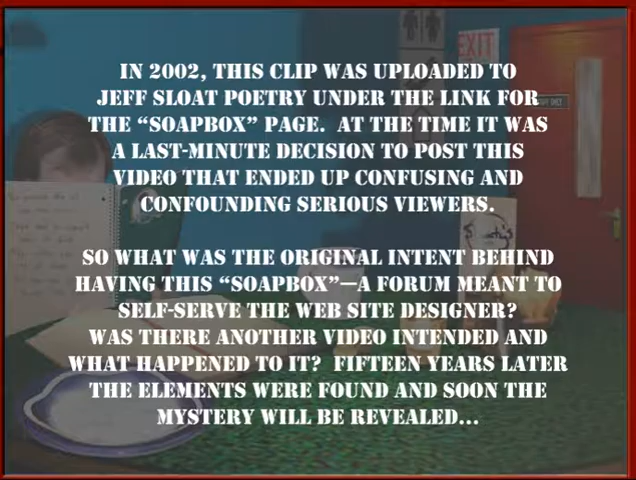 EXIT
IN 2002, THIS CLIP WAS UPLOADED TO
JEFF SLOAT POETRY UNDER THE LINK FOR
THE “SOAPBOX” PAGE. AT THE TIME IT WAS
A LAST-MINUTE DECISION TO POST THIS
VIDEO THAT ENDED UP CONFUSING AND
CONFOUNDING SERIOUS VIEWERS.
SO WHAT WAS THE ORIGINAL INTENT BEHIND
HAVING THIS “SOAPBOX”—A FORUM MEANT TO
SELF-SERVE THE WEB SITE DESIGNER?
WAS THERE ANOTHER VIDEO INTENDED AND
WHAT HAPPENED TO IT? FIFTEEN YEARS LATER
THE ELEMENTS WERE FOUND AND SOON THE
MYSTERY WILL BE REVEALED...